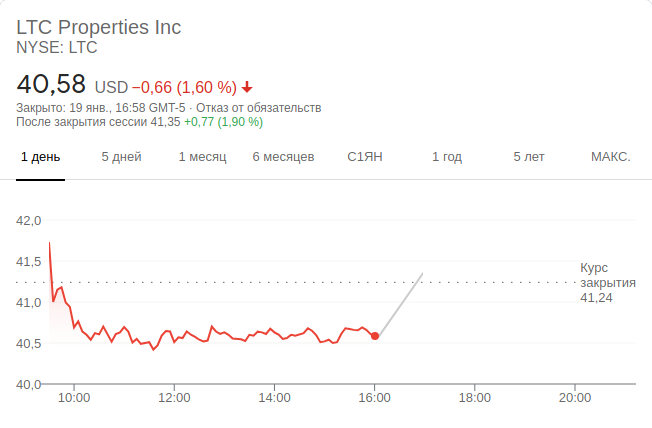 LTC Properties Inc
NYSE: LTC
40,58 USD −0,66 (1,60 %)
Закрыто: 19 янв., 16:58 GMT-5 · Отказ от обязательств
После закрытия сессии 41,35 +0,77 (1,90 %)
1 день 5 дней 1 месяц 6 месяцев С1ЯН 1 год 5 лет МАКС.
42,0
41,5
Курс
закрытия
41,24
41,0
40,5
40,0
10:00 12:00 14:00 16:00 18:00 20:00